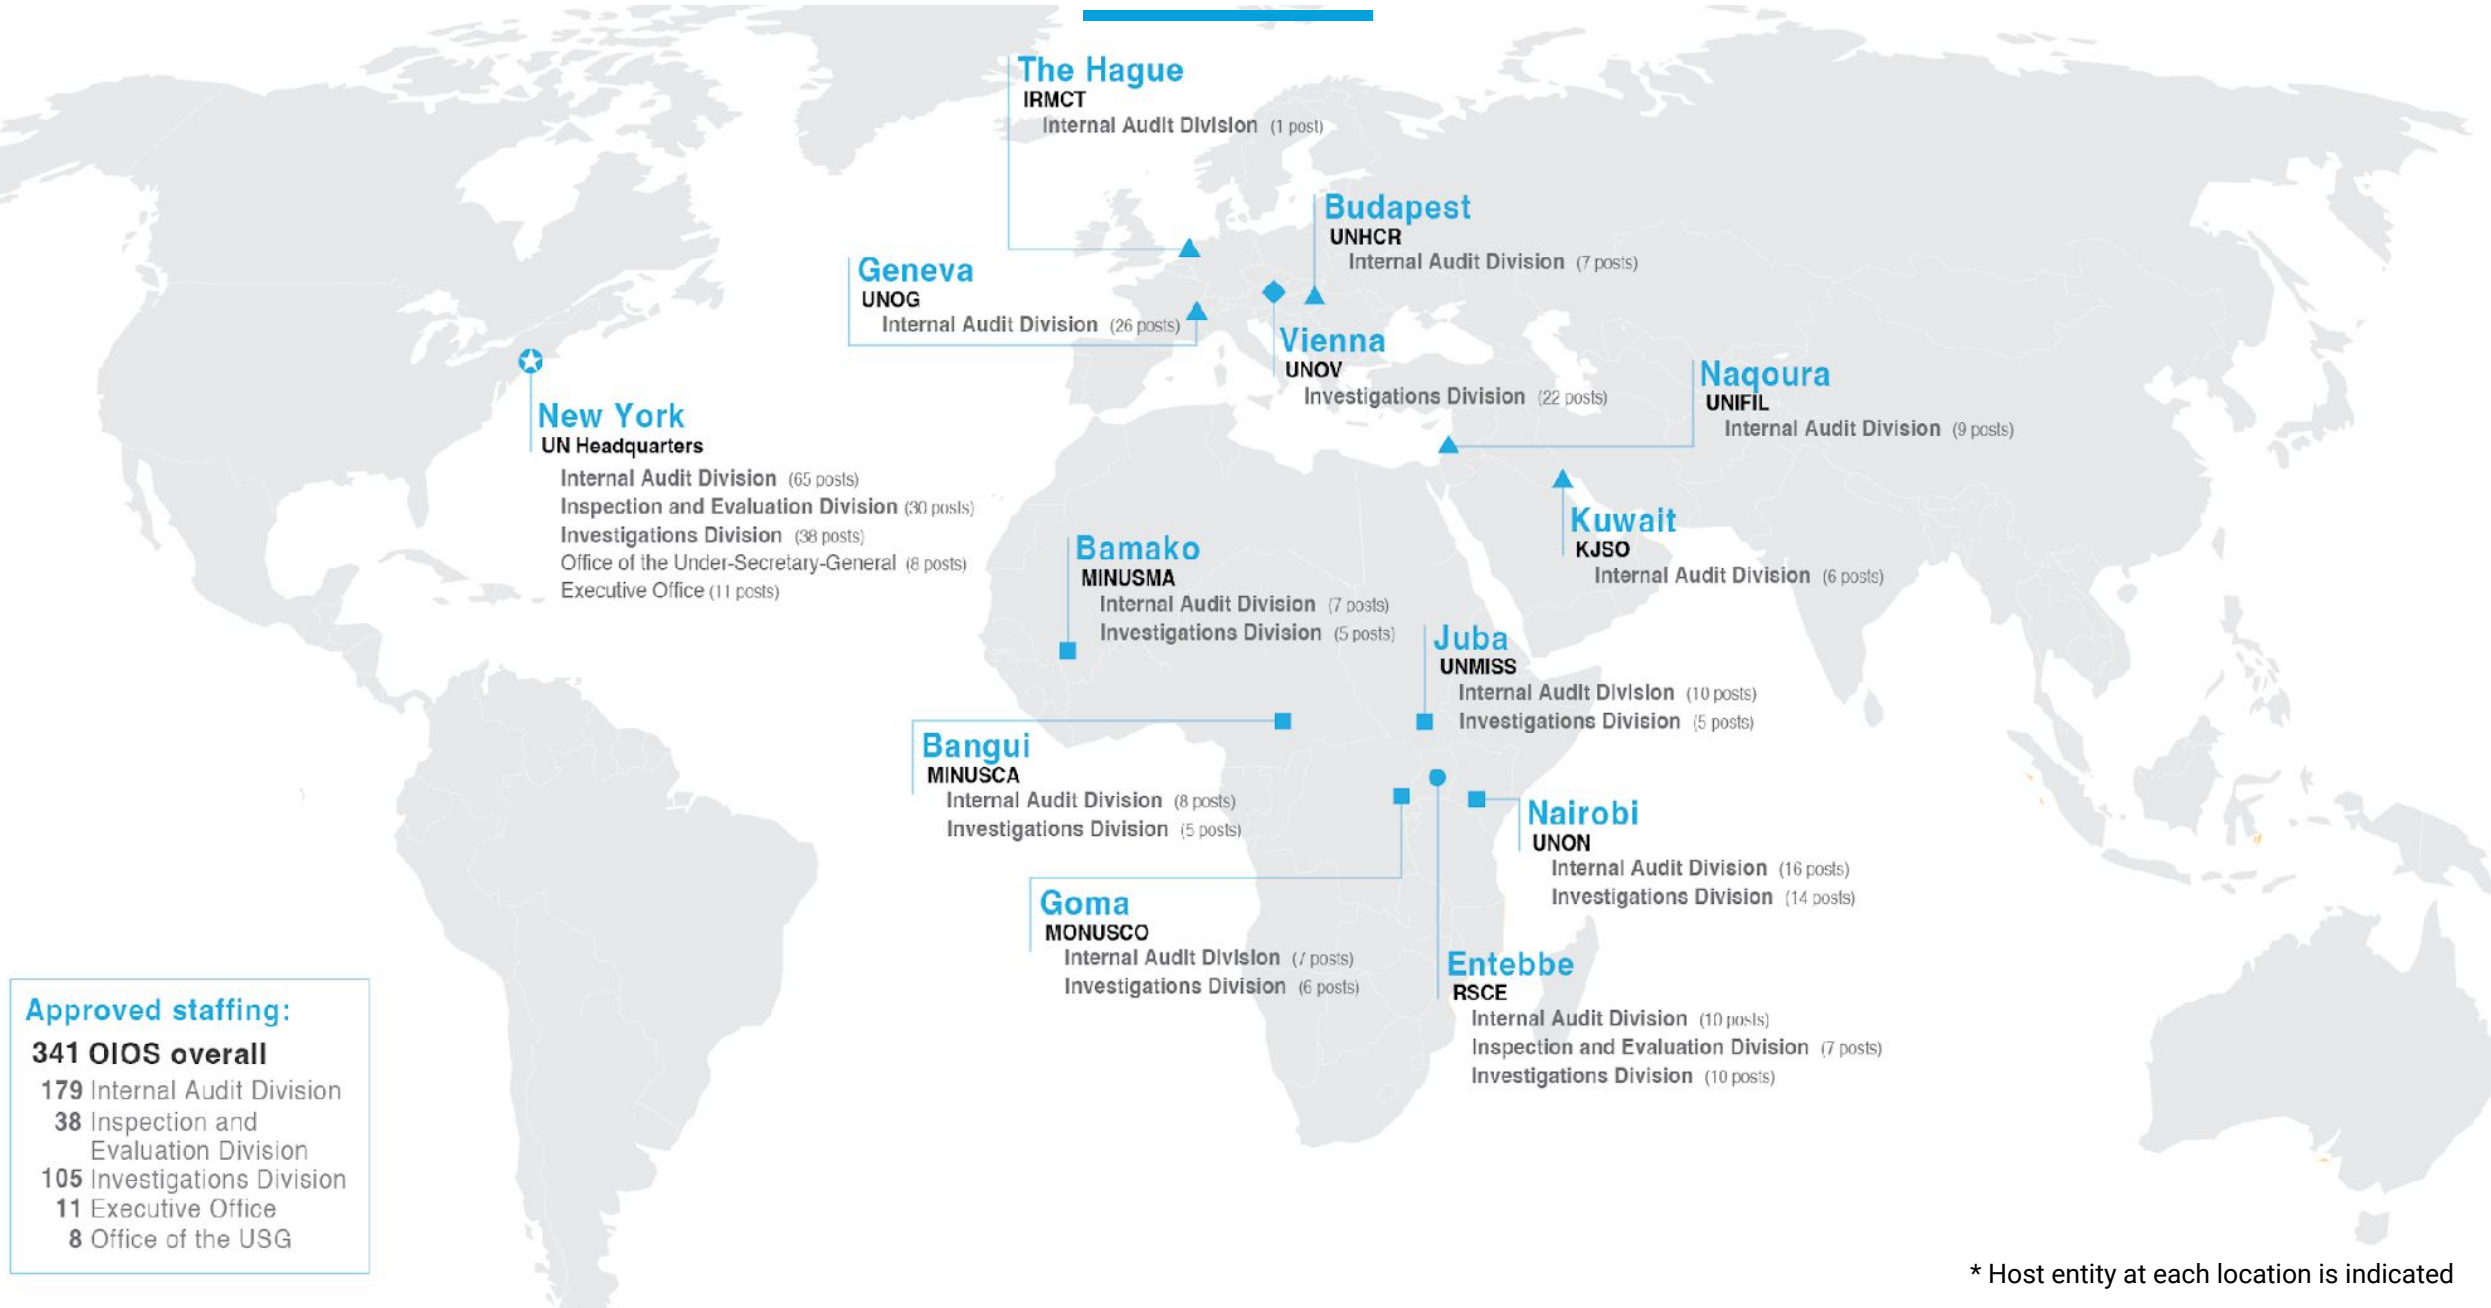 The Hague
IRMCT
Internal Audit Division (1 post)
Budapest
UNHCR
Internal Audit Division (7 posts)
Geneva
UNOG
Internal Audit Division (26 posts)
Vienna
UNOV
Investigations Division (22 posts)
Naqoura
UNIFIL
Internal Audit Division (9 posts)
New York
UN Headquarters
Internal Audit Division (65 posts)
Inspection and Evaluation Division (30 posts)
Investigations Division (38 posts)
Office of the Under-Secretary-General (8 posts)
Executive Office (11 posts)
Kuwait
KJSO
Internal Audit Division (6 posts)
Bamako
MINUSMA
Internal Audit Division (7 posts)
Investigations Division (5 posts)
Juba
UNMISS
Internal Audit Division (10 posts)
Investigations Division (5 posts)
Bangui
MINUSCA
Internal Audit Division (8 posts)
Investigations Division (5 posts)
Nairobi
UNON
Internal Audit Division (16 posts)
Investigations Division (14 posts)
Goma
MONUSCO
Internal Audit Division (7 posts)
Investigations Division (6 posts)
Entebbe
RSCE
Internal Audit Division (10 posts)
Inspection and Evaluation Division (7 posts)
Investigations Division (10 posts)
Approved staffing:
341 OIOS overall
179 Internal Audit Division
38 Inspection and
Evaluation Division
105 Investigations Division
11 Executive Office
8 Office of the USG
* Host entity at each location is indicated